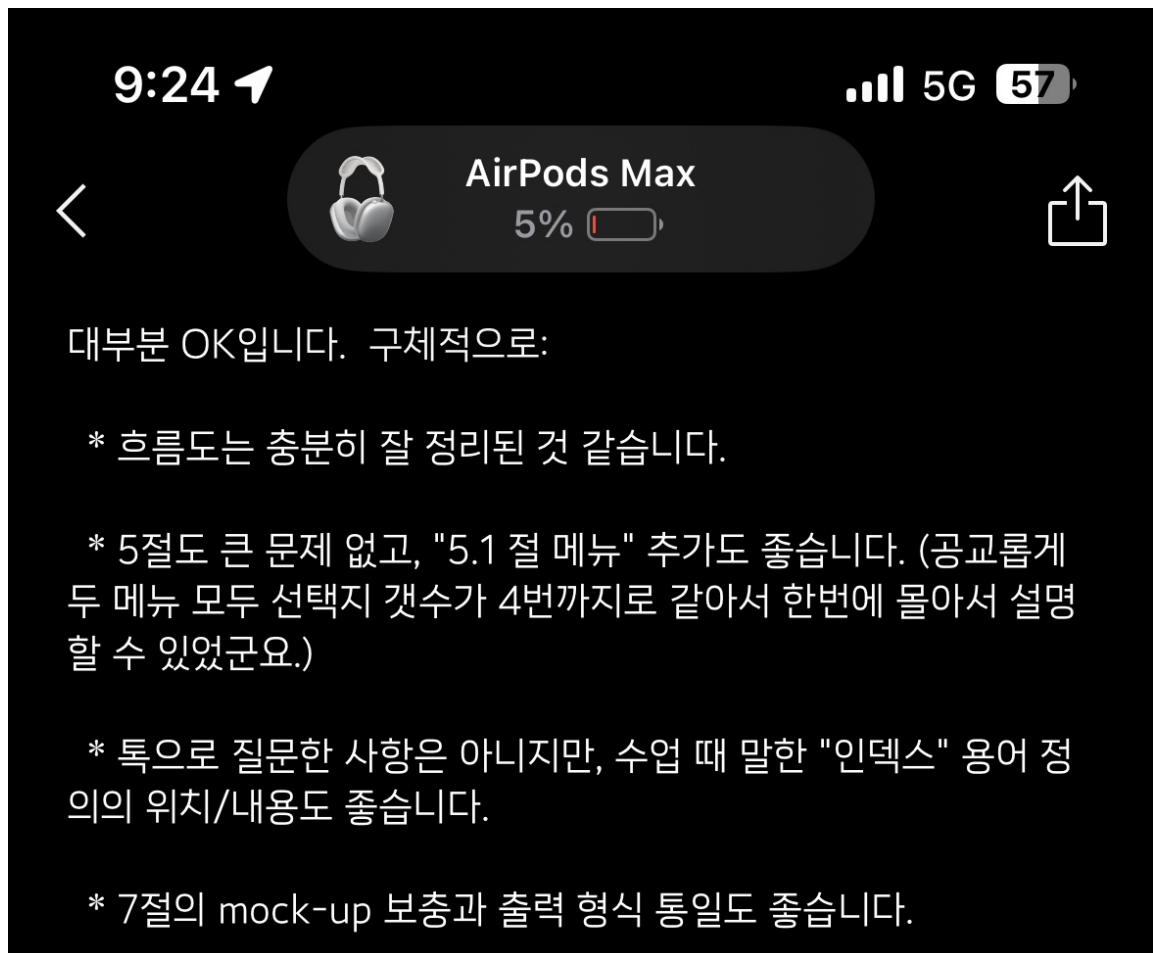 9:24
5G 57
AirPods Max
5%
대부분 OK입니다.  구체적으로:
* 흐름도는 충분히 잘 정리된 것 같습니다.
* 5절도 큰 문제 없고, "5.1 절 메뉴" 추가도 좋습니다. (공교롭게
두 메뉴 모두 선택지 갯수가 4번까지로 같아서 한번에 몰아서 설명
할 수 있었군요.)
* 톡으로 질문한 사항은 아니지만, 수업 때 말한 "인덱스" 용어 정
의의 위치/내용도 좋습니다.
* 7절의 mock-up 보충과 출력 형식 통일도 좋습니다.